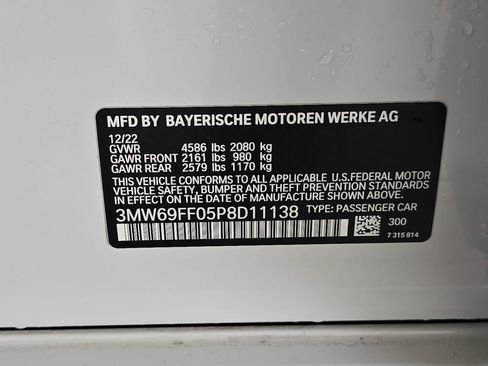 MFD BY BAYERISCHE MOTOREN WERKE AG
12/22
GVWR 4586 lbs 2080 kg
GAWR FRONT 2161 lbs 980 kg
GAWR REAR 2579 lbs 1170 kg
THIS VEHICLE CONFORMS TO ALL APPLICABLE U.S. FEDERAL MOTOR
VEHICLE SAFETY, BUMPER, AND THEFT PREVENTION STANDARDS IN
EFFECT ON THE DATE OF MANUFACTURE SHOWN ABOVE.
3MW69FF05P8D11138 TYPE: PASSENGER CAR
300
7 315 814